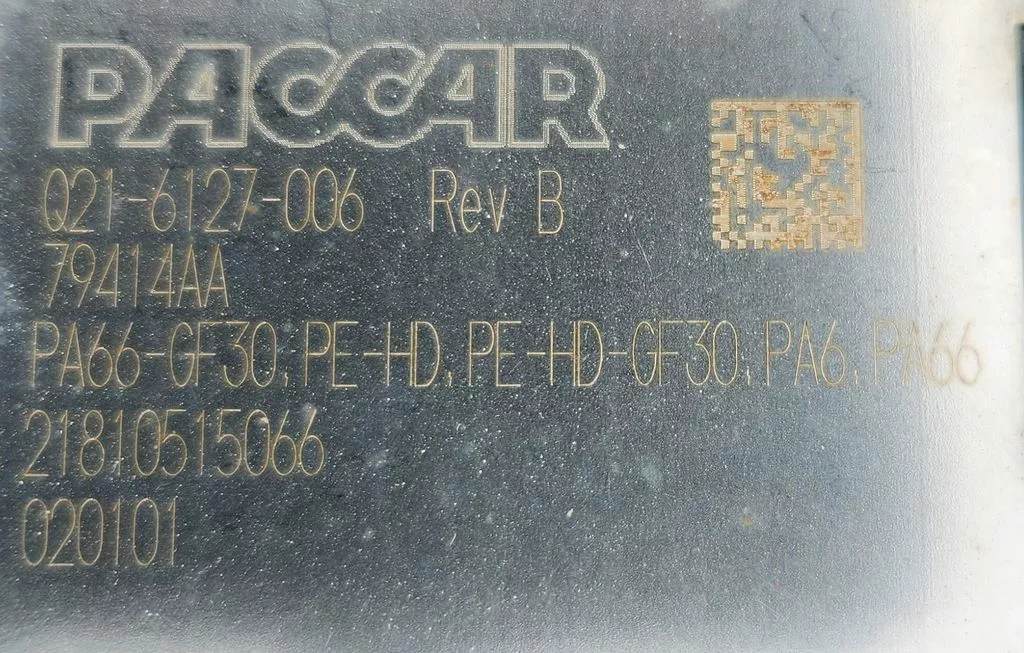 PACCAR
Q21-6127-006 Rev B
79414AA
PA66-GF30,PE-HD,PE-HD-GF30,PA6,PA66
21810515066
020101